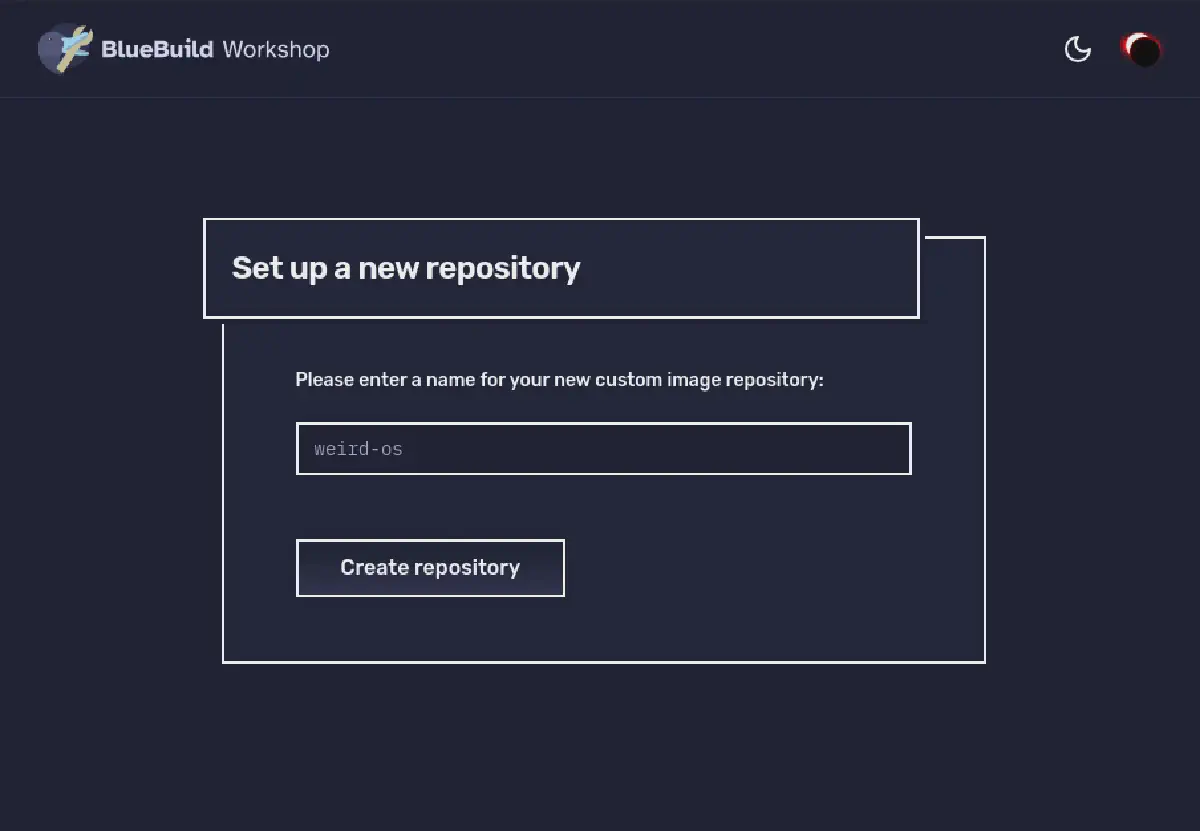 BlueBuild Workshop
Set up a new repository
Please enter a name for your new custom image repository:
weird-os
Create repository